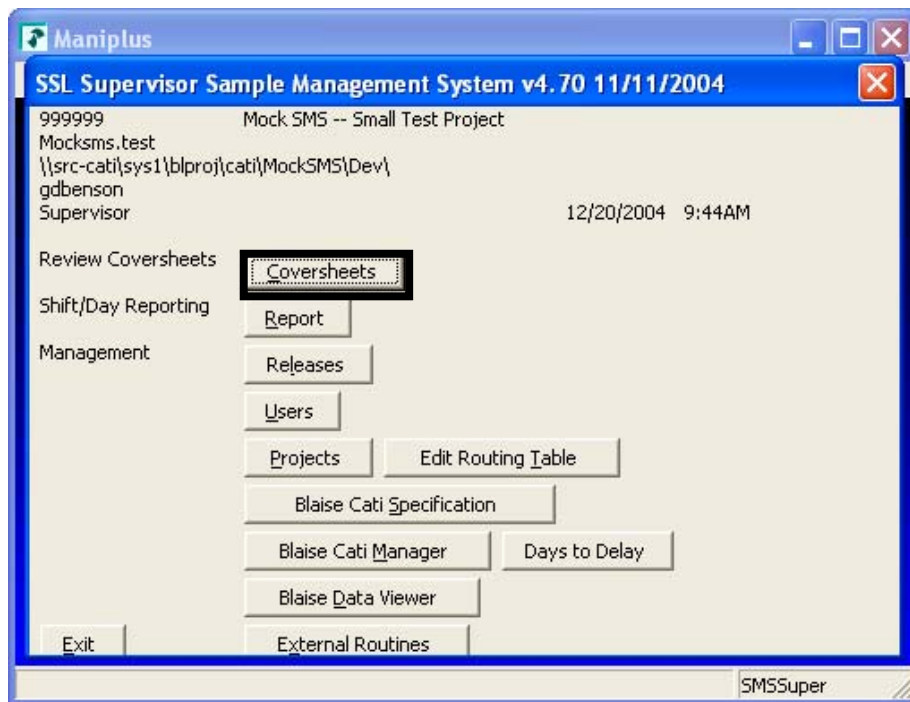 Maniplus
SSL Supervisor Sample Management System v4.70 11/11/2004
999999 Mock SMS -- Small Test Project
Mocksms.test
\\src-cati\sys1\blproj\cati\MockSMS\Dev\
gdbenson
Supervisor 12/20/2004 9:44AM
Review Coversheets Coversheets
Shift/Day Reporting Report
Management Releases
Users
Projects Edit Routing Table
Blaise Cati Specification
Blaise Cati Manager Days to Delay
Blaise Data Viewer
Exit External Routines
SMSSuper